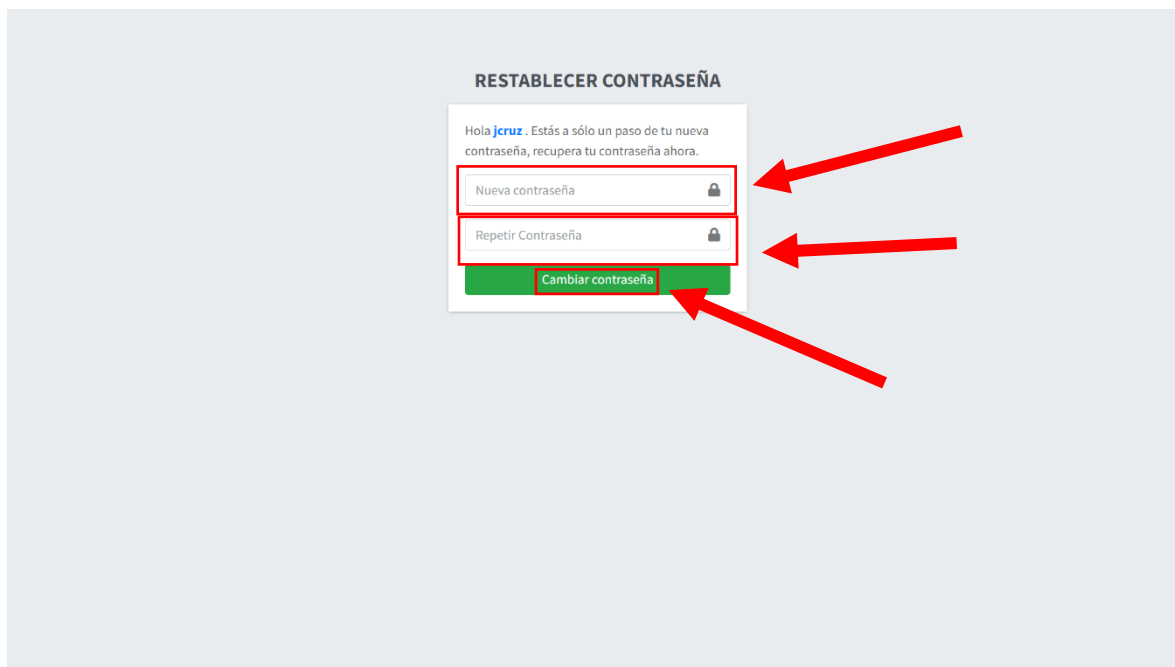 RESTABLECER CONTRASEÑA
Hola jcruz . Estás a sólo un paso de tu nueva
contraseña, recupera tu contraseña ahora.
Nueva contraseña
Repetir Contraseña
Cambiar contraseña